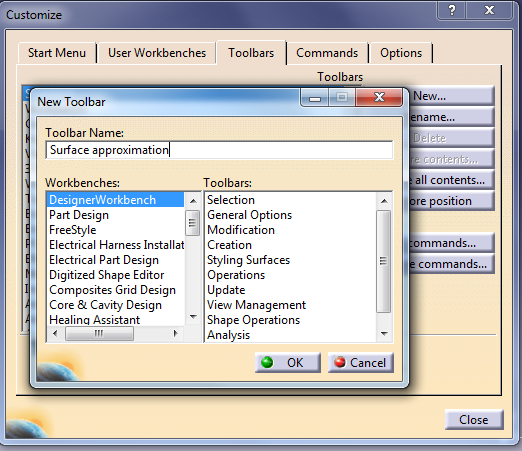 Customize
Start Menu
User Workbenches
Toolbars
Commands
Options
Toolbars
New...
ename...
Delete
re contents...
e all contents...
ore position
commands...
e commands...
New Toolbar
Toolbar Name:
Surface approximation
Workbenches:
DesignerWorkbench
Part Design
FreeStyle
Electrical Harness Installat
Electrical Part Design
Digitized Shape Editor
Composites Grid Design
Core & Cavity Design
Healing Assistant
Toolbars:
Selection
General Options
Modification
Creation
Styling Surfaces
Operations
Update
View Management
Shape Operations
Analysis
OK
Cancel
Close